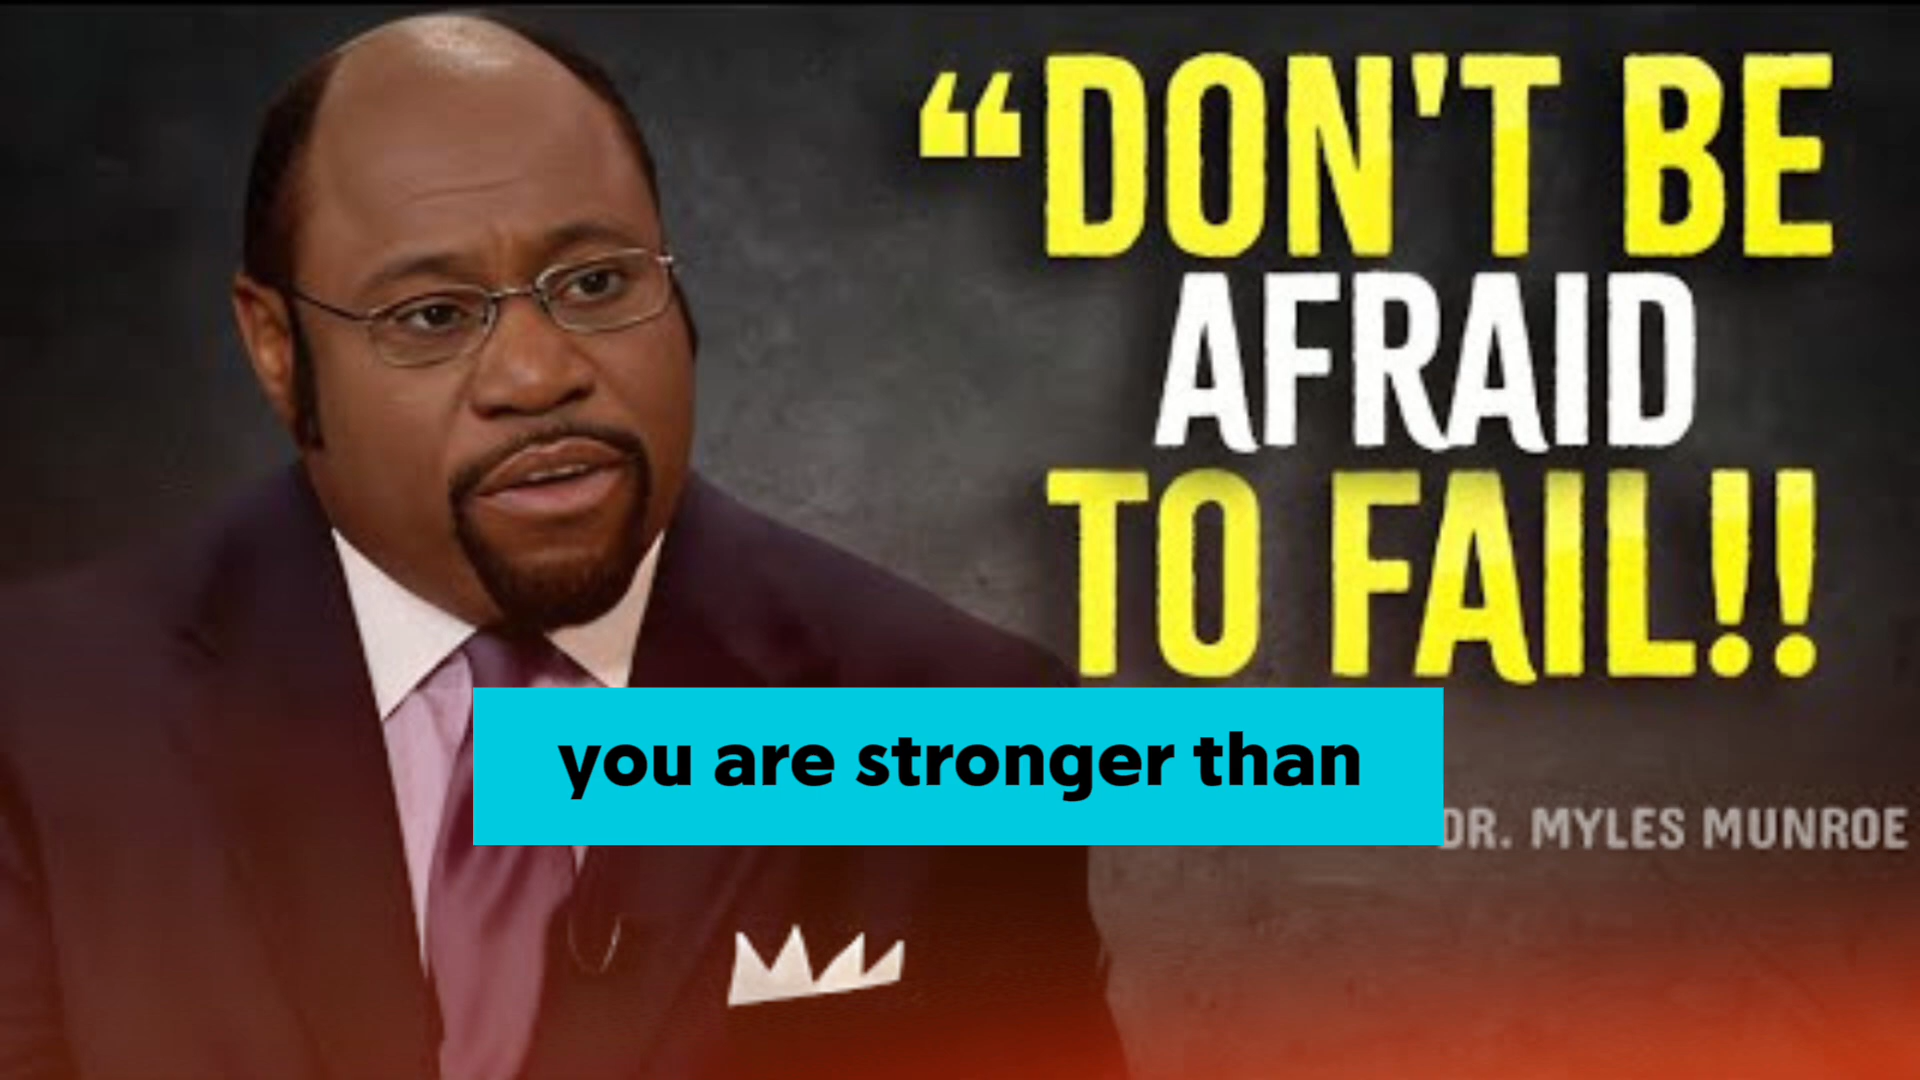 “DON'T BE
AFRAID
TO FAIL!!
you are stronger than
DR. MYLES MUNROE